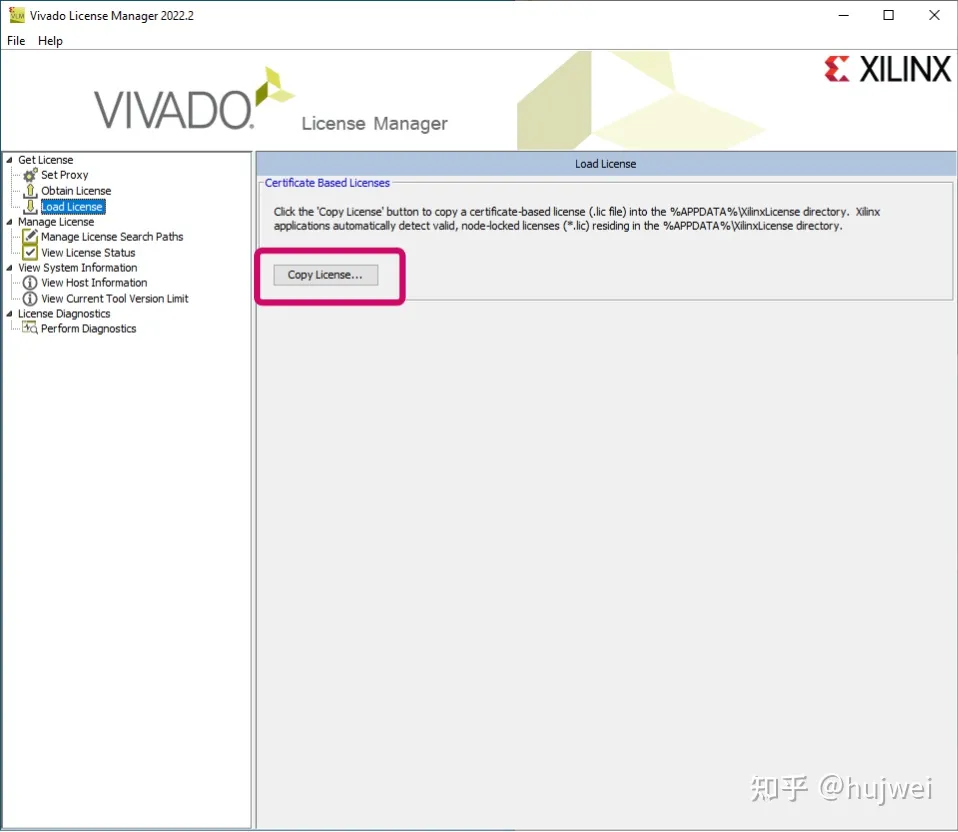 Vivado License Manager 2022.2
File Help
VIVADO.
License Manager
XILINX
Get License
Set Proxy
Obtain License
Load License
Manage License
Manage License Search Paths
View License Status
View System Information
View Host Information
View Current Tool Version Limit
License Diagnostics
Perform Diagnostics
Load License
Certificate Based Licenses
Click the 'Copy License' button to copy a certificate-based license (.lic file) into the %APPDATA%\XilinxLicense directory. Xilinx
applications automatically detect valid, node-locked licenses (*.lic) residing in the %APPDATA%\XilinxLicense directory.
Copy License...
知乎 @hujwei